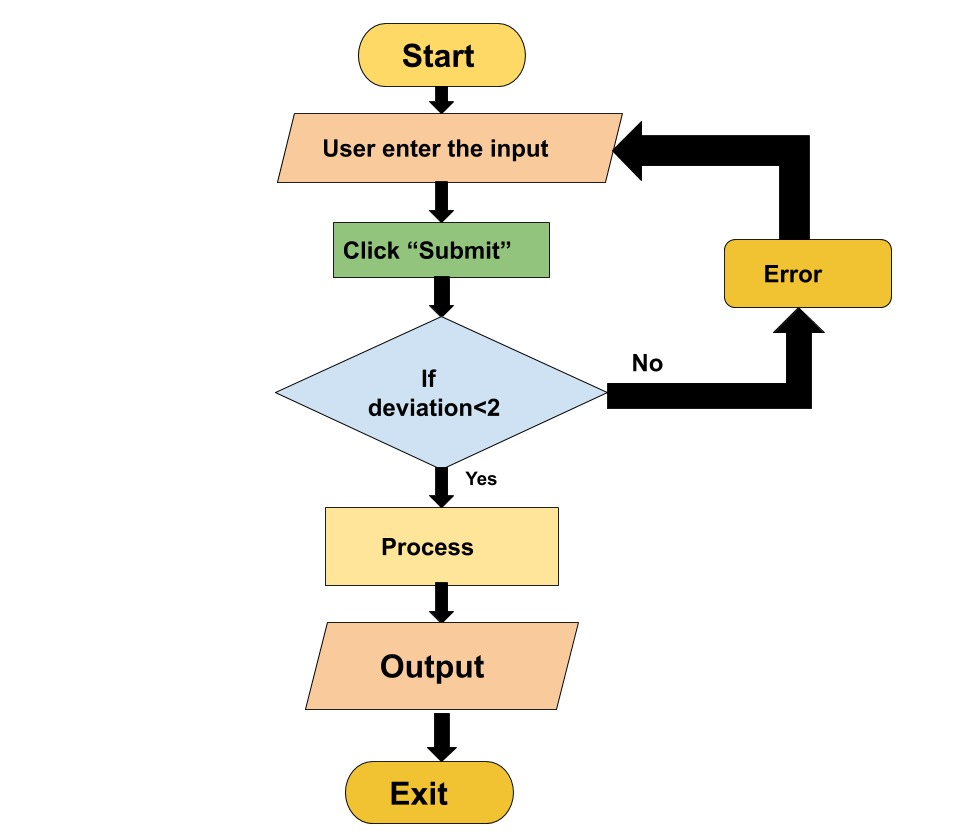 Start
User enter the input
Click “Submit”
Error
If
deviation<2
No
Yes
Process
Output
Exit